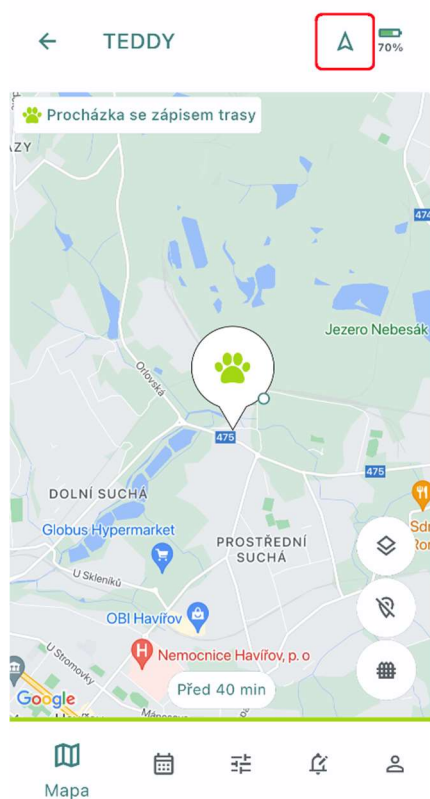 TEDDY
70%
Procházka se zápisem trasy
474
Jezero Nebesák
Orlovská
475
475
DOLNÍ SUCHÁ
Globus Hypermarket
PROSTŘEDNÍ
SUCHÁ
U Skleníků
OBI Havířov
U Stromovky
H
Nemocnice Havířov, p. o
Google
Před 40 min
Mapa